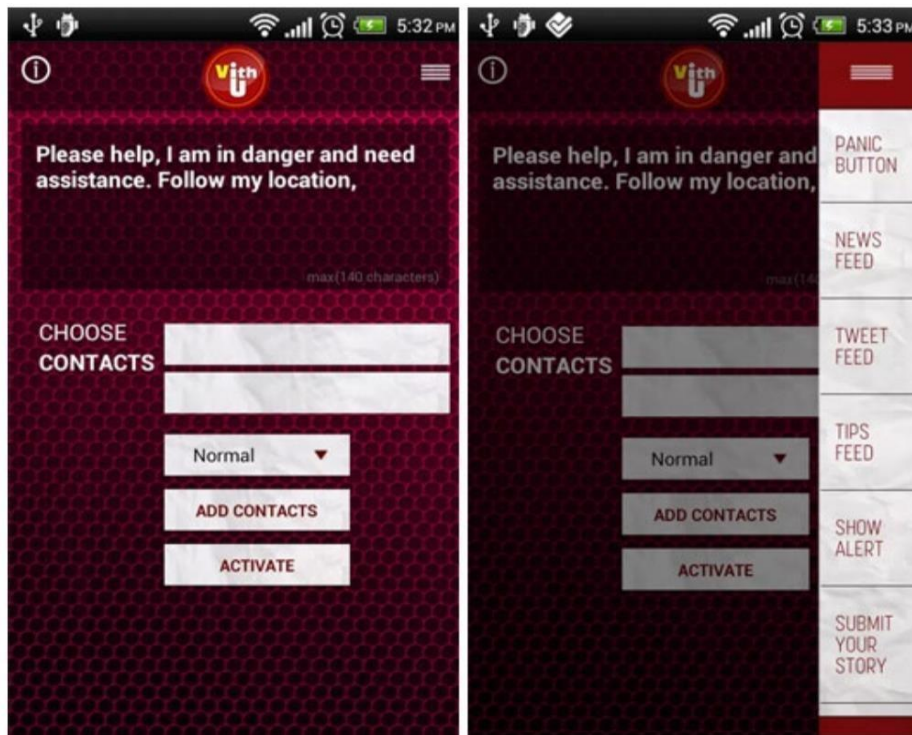 5:32 PM
Vith
U
Please help, I am in danger and need
assistance. Follow my location,
max(140 characters)
CHOOSE
CONTACTS
Normal
ADD CONTACTS
ACTIVATE
5:33 PM
Vith
U
Please help, I am in danger and
assistance. Follow my location,
max(14
CHOOSE
CONTACTS
Normal
ADD CONTACTS
ACTIVATE
PANIC
BUTTON
NEWS
FEED
TWEET
FEED
TIPS
FEED
SHOW
ALERT
SUBMIT
YOUR
STORY